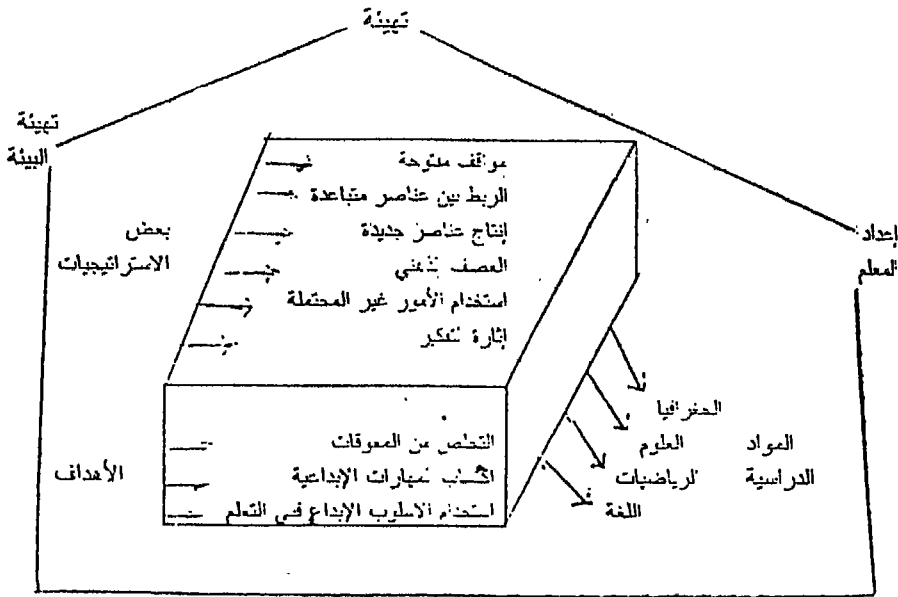 تهيئة
تهيئة
البيئة
مواقف مفتوحة
الربط بين عناصر متباعدة
إنتاج عناصر جديدة
العصف الذهني
استخدام الأمور غير المحتملة
إثارة التفكير
بعض
الاستراتيجيات
إعداد
المعلم
التخلص من المعوقات
اكتساب المهارات الإبداعية
استخدام الاسلوب الإبداع في التعلم
الأهداف
الجغرافيا
العلوم
الرياضيات
اللغة
المواد
الدراسية